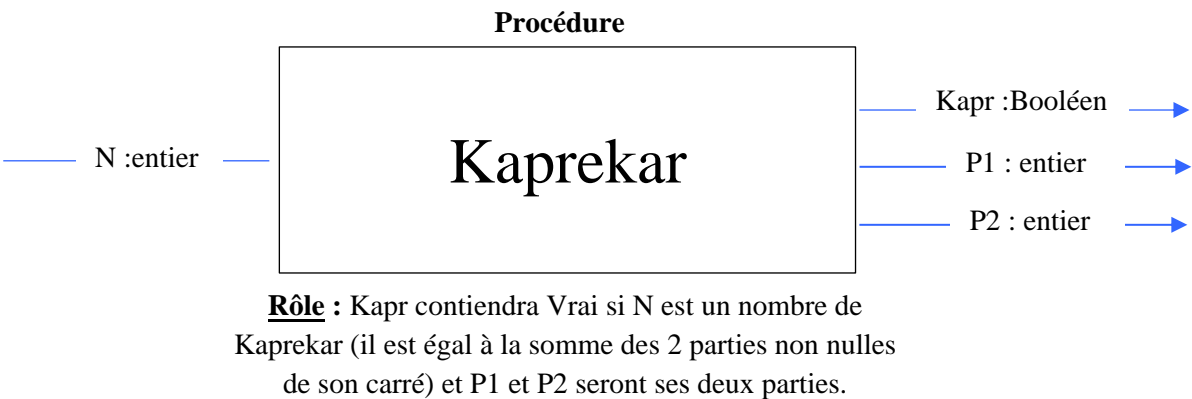 Procédure
Kapr :Booléen
N :entier
Kaprekar
P1 : entier
P2 : entier
Rôle : Kapr contiendra Vrai si N est un nombre de
Kaprekar (il est égal à la somme des 2 parties non nulles
de son carré) et P1 et P2 seront ses deux parties.